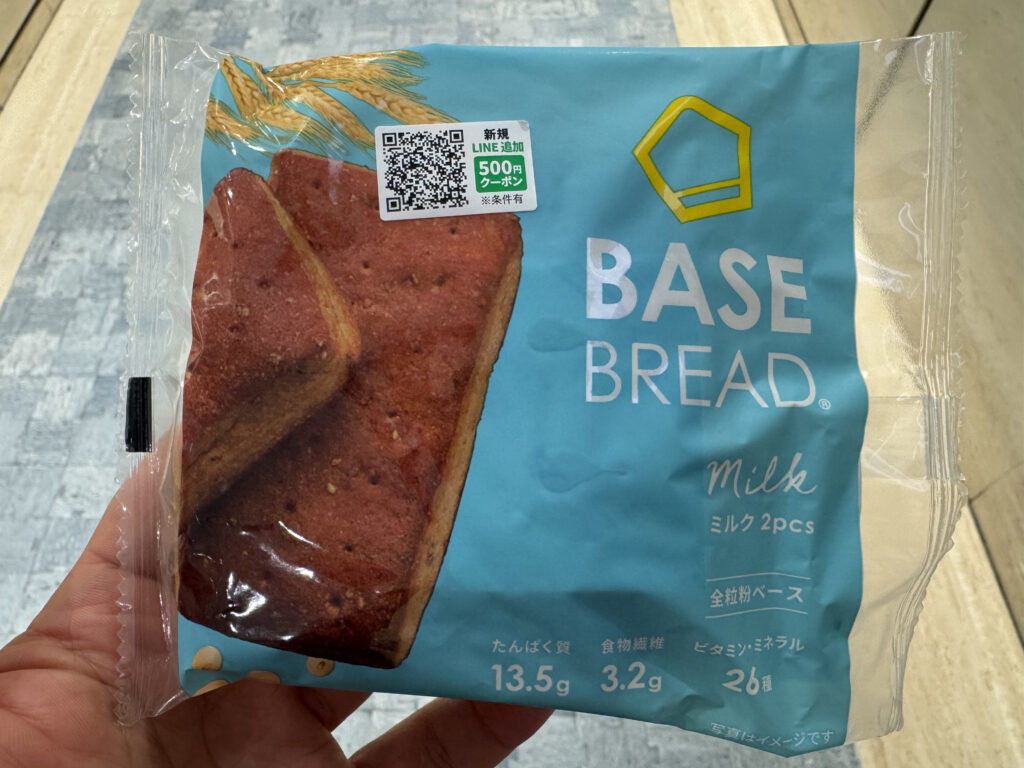 新規
LINE追加
500円
クーポン
※条件有
BASE
BREAD®
Milk
ミルク 2pcs
全粒粉ベース
たんぱく質 食物繊維 ビタミン・ミネラル
13.5g 3.2g 26種
写真はイメージです